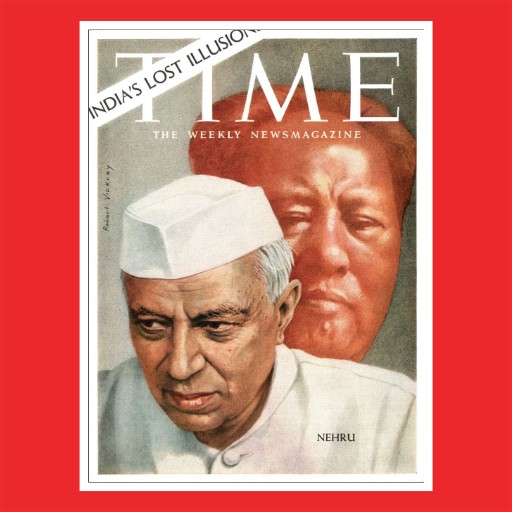 INDIA'S LOST ILLUSIONS
TIME
THE WEEKLY NEWSMAGAZINE
Robert Vickrey
NEHRU